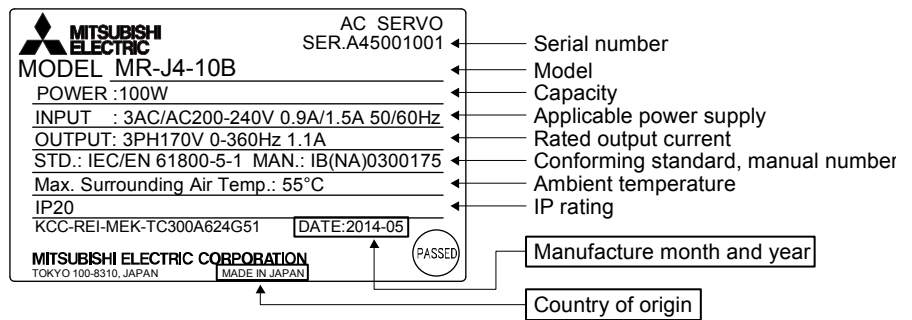 MITSUBISHI
ELECTRIC
AC SERVO
SER.A45001001
Serial number
MODEL MR-J4-10B
Model
POWER :100W
Capacity
INPUT : 3AC/AC200-240V 0.9A/1.5A 50/60Hz
Applicable power supply
OUTPUT: 3PH170V 0-360Hz 1.1A
Rated output current
STD.: IEC/EN 61800-5-1 MAN.: IB(NA)0300175
Conforming standard, manual number
Max. Surrounding Air Temp.: 55°C
Ambient temperature
IP20
IP rating
KCC-REI-MEK-TC300A624G51 DATE:2014-05
Manufacture month and year
MITSUBISHI ELECTRIC CORPORATION
PASSED
TOKYO 100-8310, JAPAN MADE IN JAPAN
Country of origin